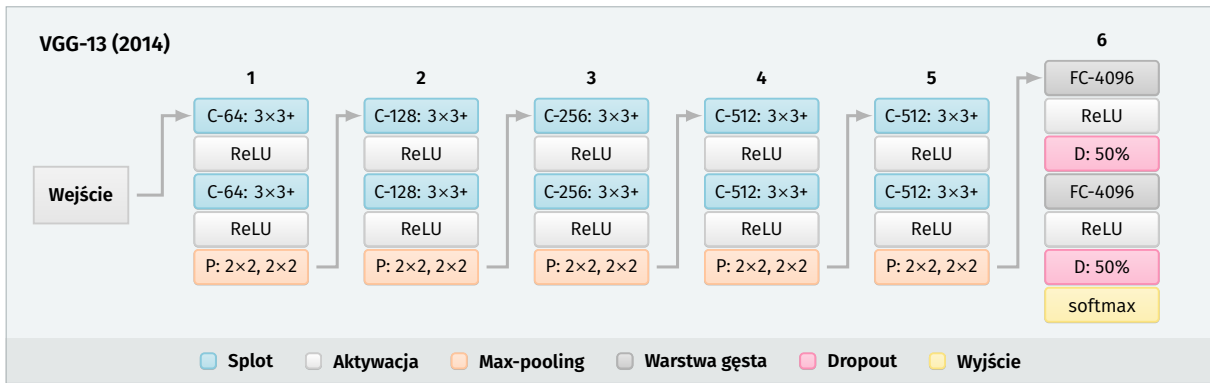 VGG-13 (2014)
Wejście
1
C-64: 3×3+
ReLU
C-64: 3×3+
ReLU
P: 2×2, 2×2
2
C-128: 3×3+
ReLU
C-128: 3×3+
ReLU
P: 2×2, 2×2
3
C-256: 3×3+
ReLU
C-256: 3×3+
ReLU
P: 2×2, 2×2
4
C-512: 3×3+
ReLU
C-512: 3×3+
ReLU
P: 2×2, 2×2
5
C-512: 3×3+
ReLU
C-512: 3×3+
ReLU
P: 2×2, 2×2
6
FC-4096
ReLU
D: 50%
FC-4096
ReLU
D: 50%
softmax
Splot Aktywacja Max-pooling Warstwa gęsta Dropout Wyjście